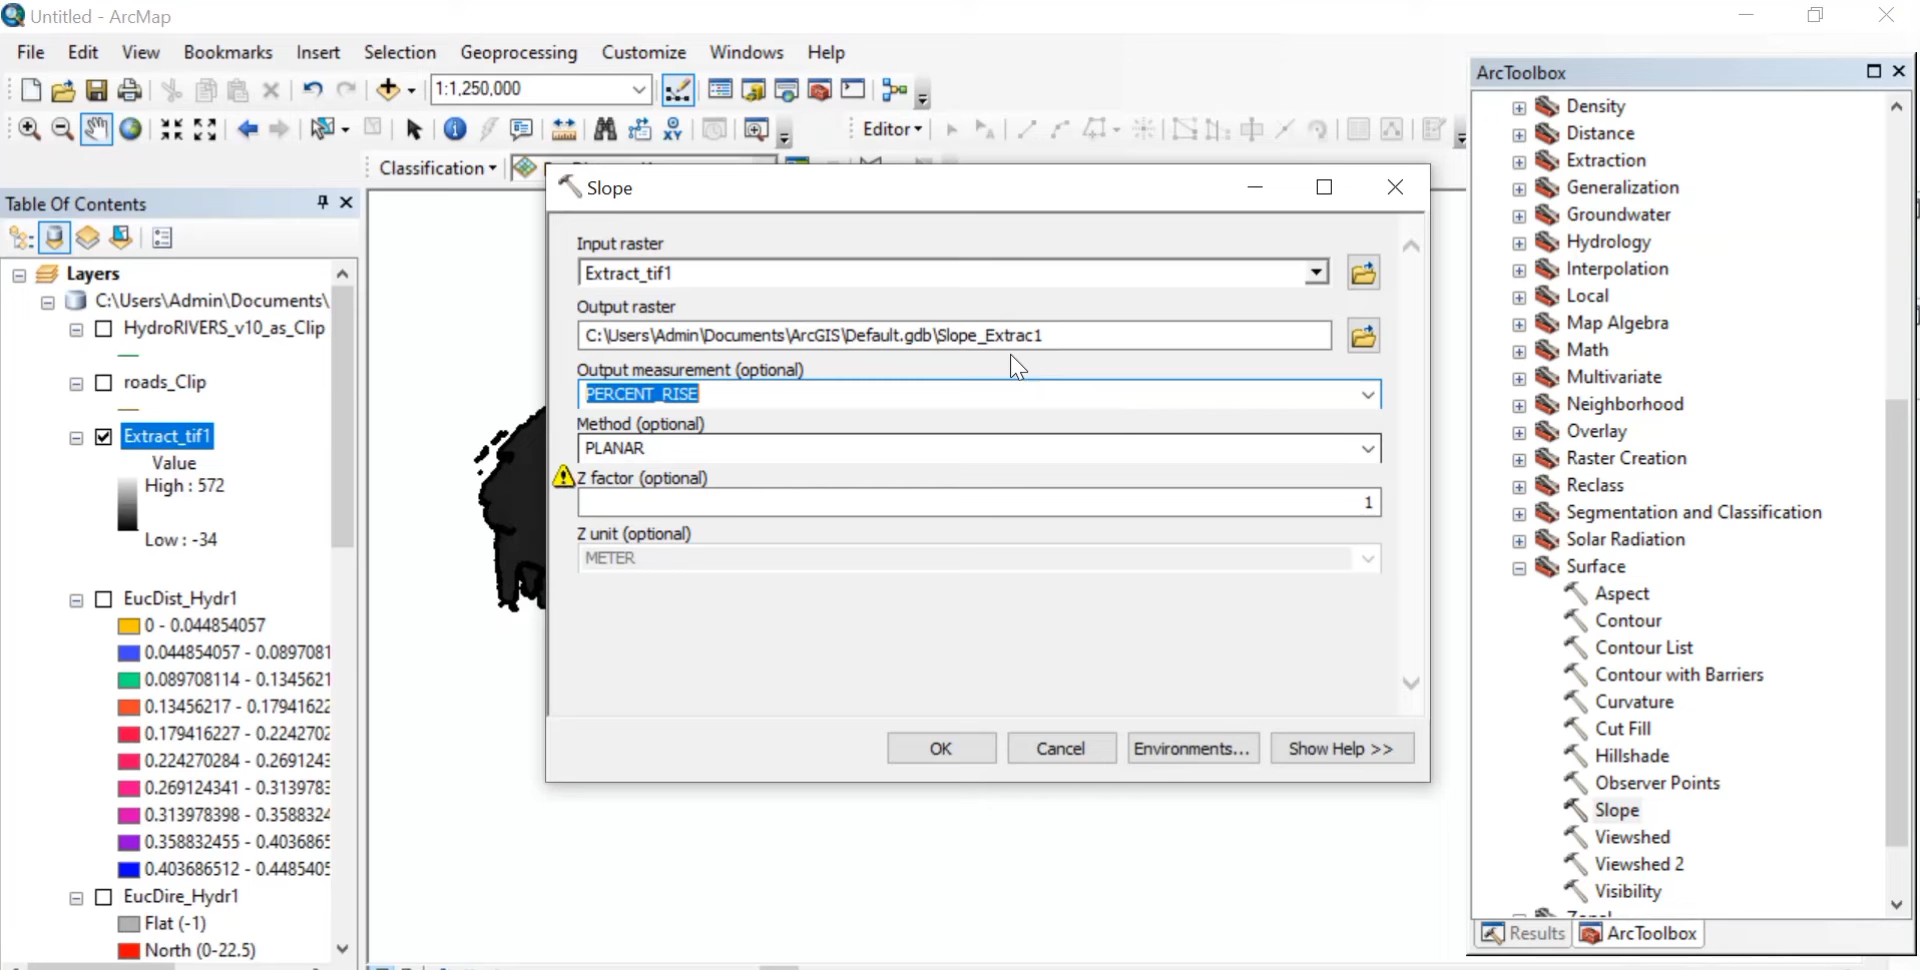 Untitled - ArcMap
File Edit View Bookmarks Insert Selection Geoprocessing Customize Windows Help
1:1,250,000
Editor
Classification
Table Of Contents
Layers
C:\Users\Admin\Documents\
HydroRIVERS_v10_as_Clip
roads_Clip
Extract_tif1
Value
High : 572
Low : -34
EucDist_Hydr1
0 - 0.044854057
0.044854057 - 0.0897081
0.089708114 - 0.1345621
0.13456217 - 0.17941622
0.179416227 - 0.2242702
0.224270284 - 0.2691243
0.269124341 - 0.3139783
0.313978398 - 0.3588324
0.358832455 - 0.4036865
0.403686512 - 0.4485405
EucDire_Hydr1
Flat (-1)
North (0-22.5)
Slope
Input raster
Extract_tif1
Output raster
C:\Users\Admin\Documents\ArcGIS\Default.gdb\Slope_Extrac1
Output measurement (optional)
PERCENT_RISE
Method (optional)
PLANAR
Z factor (optional)
1
Z unit (optional)
METER
OK Cancel Environments... Show Help >>
ArcToolbox
Density
Distance
Extraction
Generalization
Groundwater
Hydrology
Interpolation
Local
Map Algebra
Math
Multivariate
Neighborhood
Overlay
Raster Creation
Reclass
Segmentation and Classification
Solar Radiation
Surface
Aspect
Contour
Contour List
Contour with Barriers
Curvature
Cut Fill
Hillshade
Observer Points
Slope
Viewshed
Viewshed 2
Visibility
Results ArcToolbox